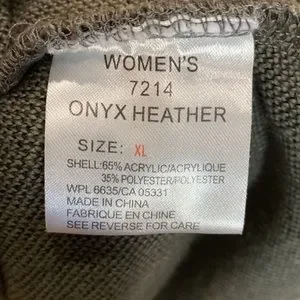 WOMEN'S
7214
ONYX HEATHER
SIZE: XL
SHELL: 65% ACRYLIC/ACRYLIQUE
35% POLYESTER/POLYESTER
WPL 6635/CA 05331
MADE IN CHINA
FABRIQUE EN CHINE
SEE REVERSE FOR CARE